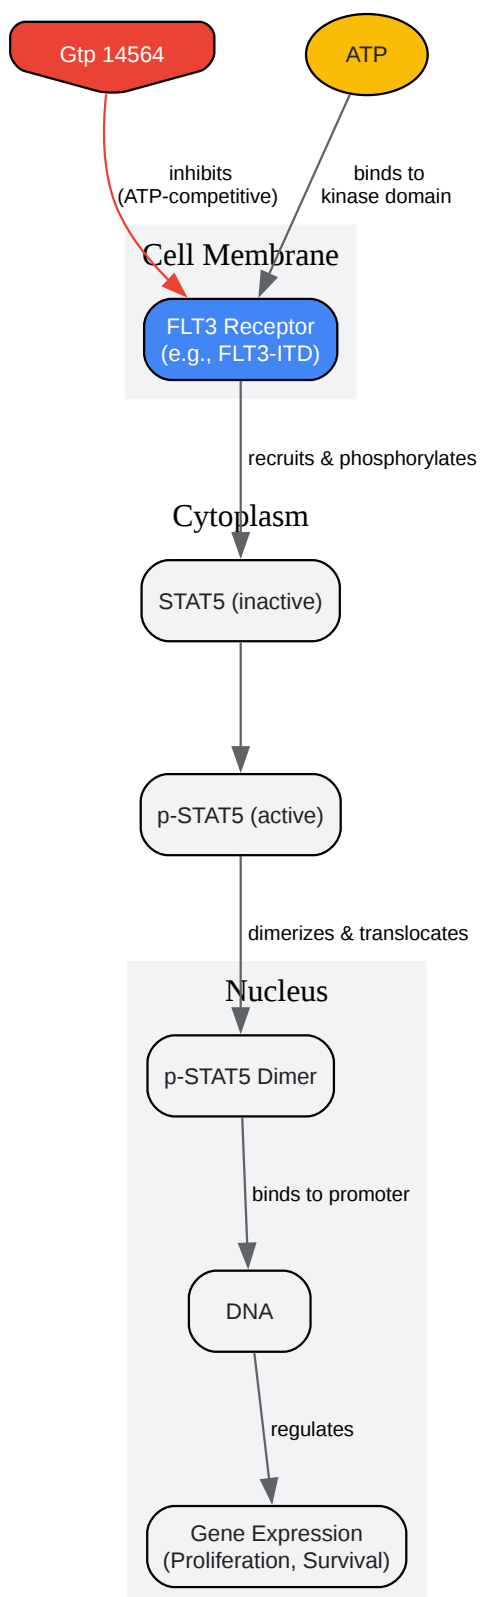 Gtp 14564
ATP
inhibits
(ATP-competitive)
binds to
kinase domain
Cell Membrane
FLT3 Receptor
(e.g., FLT3-ITD)
recruits & phosphorylates
Cytoplasm
STAT5 (inactive)
p-STAT5 (active)
dimerizes & translocates
Nucleus
p-STAT5 Dimer
binds to promoter
DNA
regulates
Gene Expression
(Proliferation, Survival)